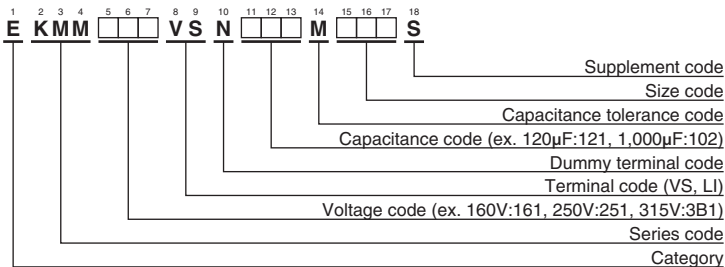 1 2 3 4 5 6 7 8 9 10 11 12 13 14 15 16 17 18
E KMM VS N M S
Supplement code
Size code
Capacitance tolerance code
Capacitance code (ex. 120µF:121, 1,000µF:102)
Dummy terminal code
Terminal code (VS, LI)
Voltage code (ex. 160V:161, 250V:251, 315V:3B1)
Series code
Category